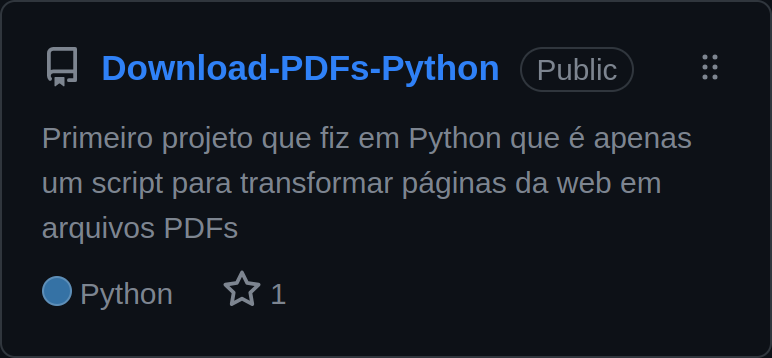 Download-PDFs-Python Public
Primeiro projeto que fiz em Python que é apenas
um script para transformar páginas da web em
arquivos PDFs
Python 1